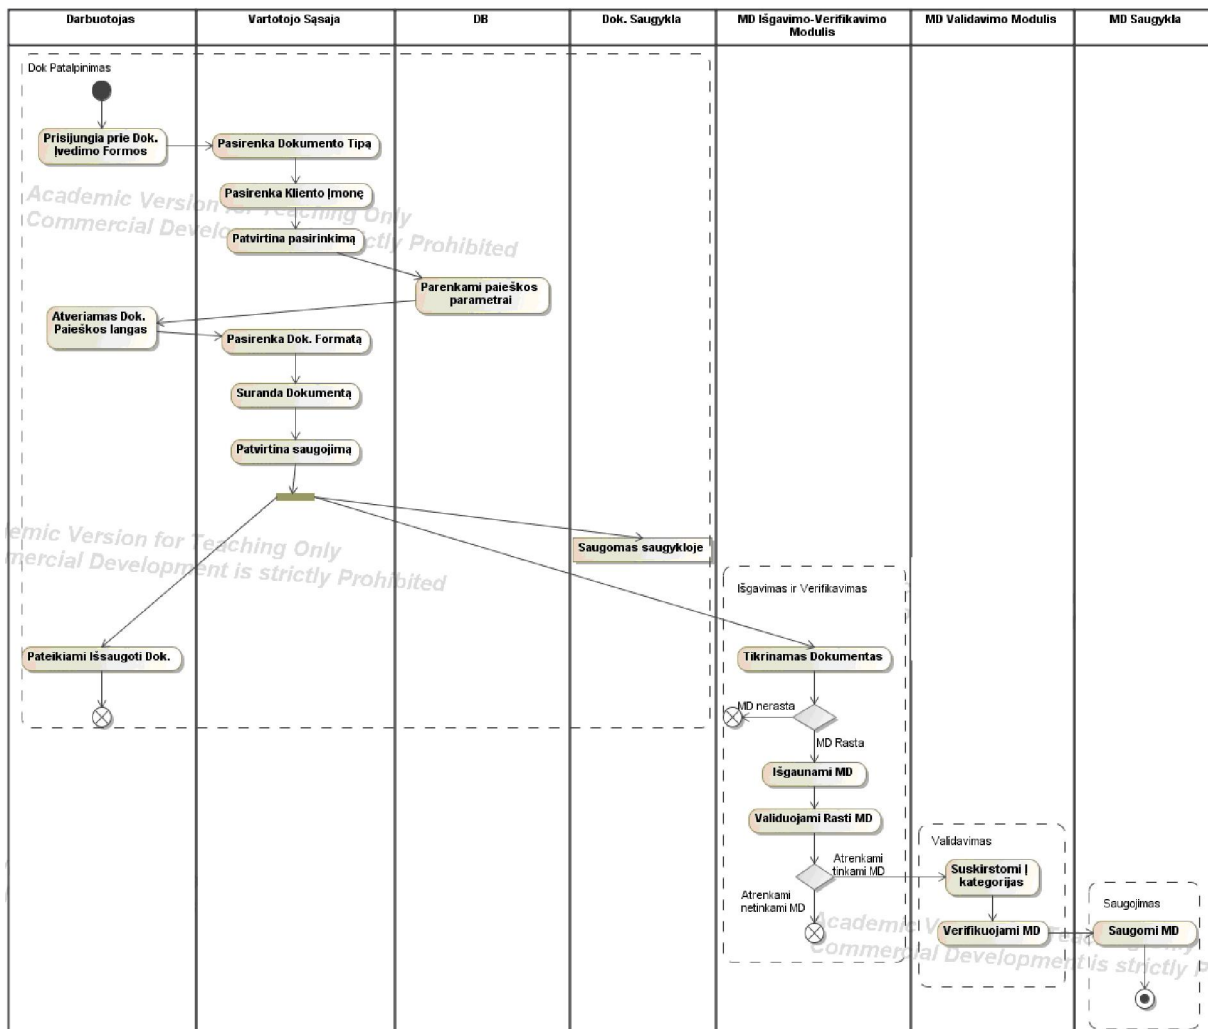 Darbuotojas
Vartotojo Sąsaja
DB
Dok. Saugykla
MD Išgavimo-Verifikavimo
Modulis
MD Validavimo Modulis
MD Saugykla
Dok Patalpinimas
Prisijungia prie Dok.
Įvedimo Formos
Pasirenka Dokumento Tipą
Pasirenka Kliento Įmonę
Academic Version for Teaching Only
Commercial Development is strictly Prohibited
Patvirtina pasirinkimą
Parenkami paieškos
parametrai
Atveriamas Dok.
Paieškos langas
Pasirenka Dok. Formatą
Suranda Dokumentą
Patvirtina saugojimą
emic Version for Teaching Only
mercial Development is strictly Prohibited
Saugomas saugykloje
Išgavimas ir Verifikavimas
Pateikiami Išsaugoti Dok.
Tikrinamas Dokumentas
MD nerasta
MD Rasta
Išgaunami MD
Validuojami Rasti MD
Atrenkami
tinkami MD
Atrenkami
netinkami MD
Validavimas
Suskirstomi Į
kategorijas
Verifikuojami MD
Saugojimas
Saugomi MD
Academic V
Commercial Development is strictly P